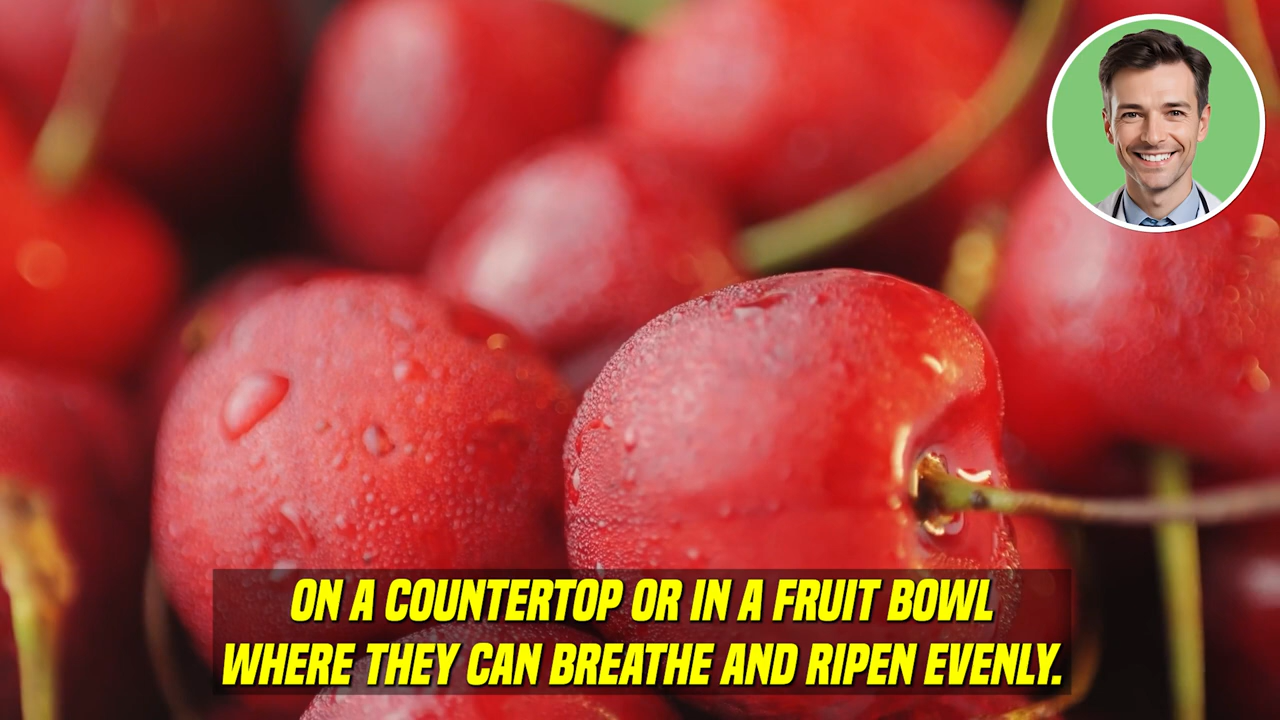 ON A COUNTERTOP OR IN A FRUIT BOWL
WHERE THEY CAN BREATHE AND RIPEN EVENLY.